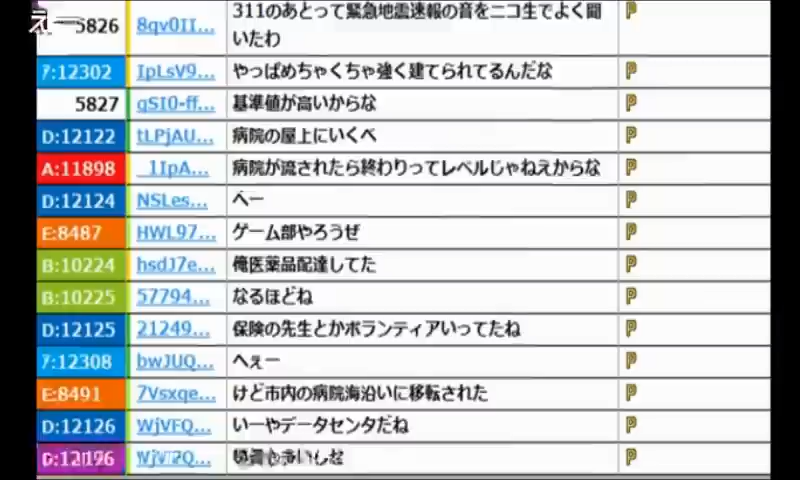 えー
5826 8qv0II... 311のあとって緊急地震速報の音をニコ生でよく聞
いたわ P
7:12302 IpLsV9... やっぱめちゃくちゃ強く建てられてるんだな P
5827 qSI0-ff... 基準値が高いからな P
D:12122 tLPjAU... 病院の屋上にいくべ P
A:11898 _1IpA... 病院が流されたら終わりってレベルじゃねえからな P
D:12124 NSLes... へー P
E:8487 HWL97... ゲーム部やろうぜ P
B:10224 hsdJ7e... 俺医薬品配達してた P
B:10225 57794... なるほどね P
D:12125 21249... 保険の先生とかボランティアいってたね P
7:12308 bwJUQ... へぇー P
E:8491 7Vsxqe... けど市内の病院海沿いに移転された P
D:12126 WjVFQ... いーやデータセンタだね P
P